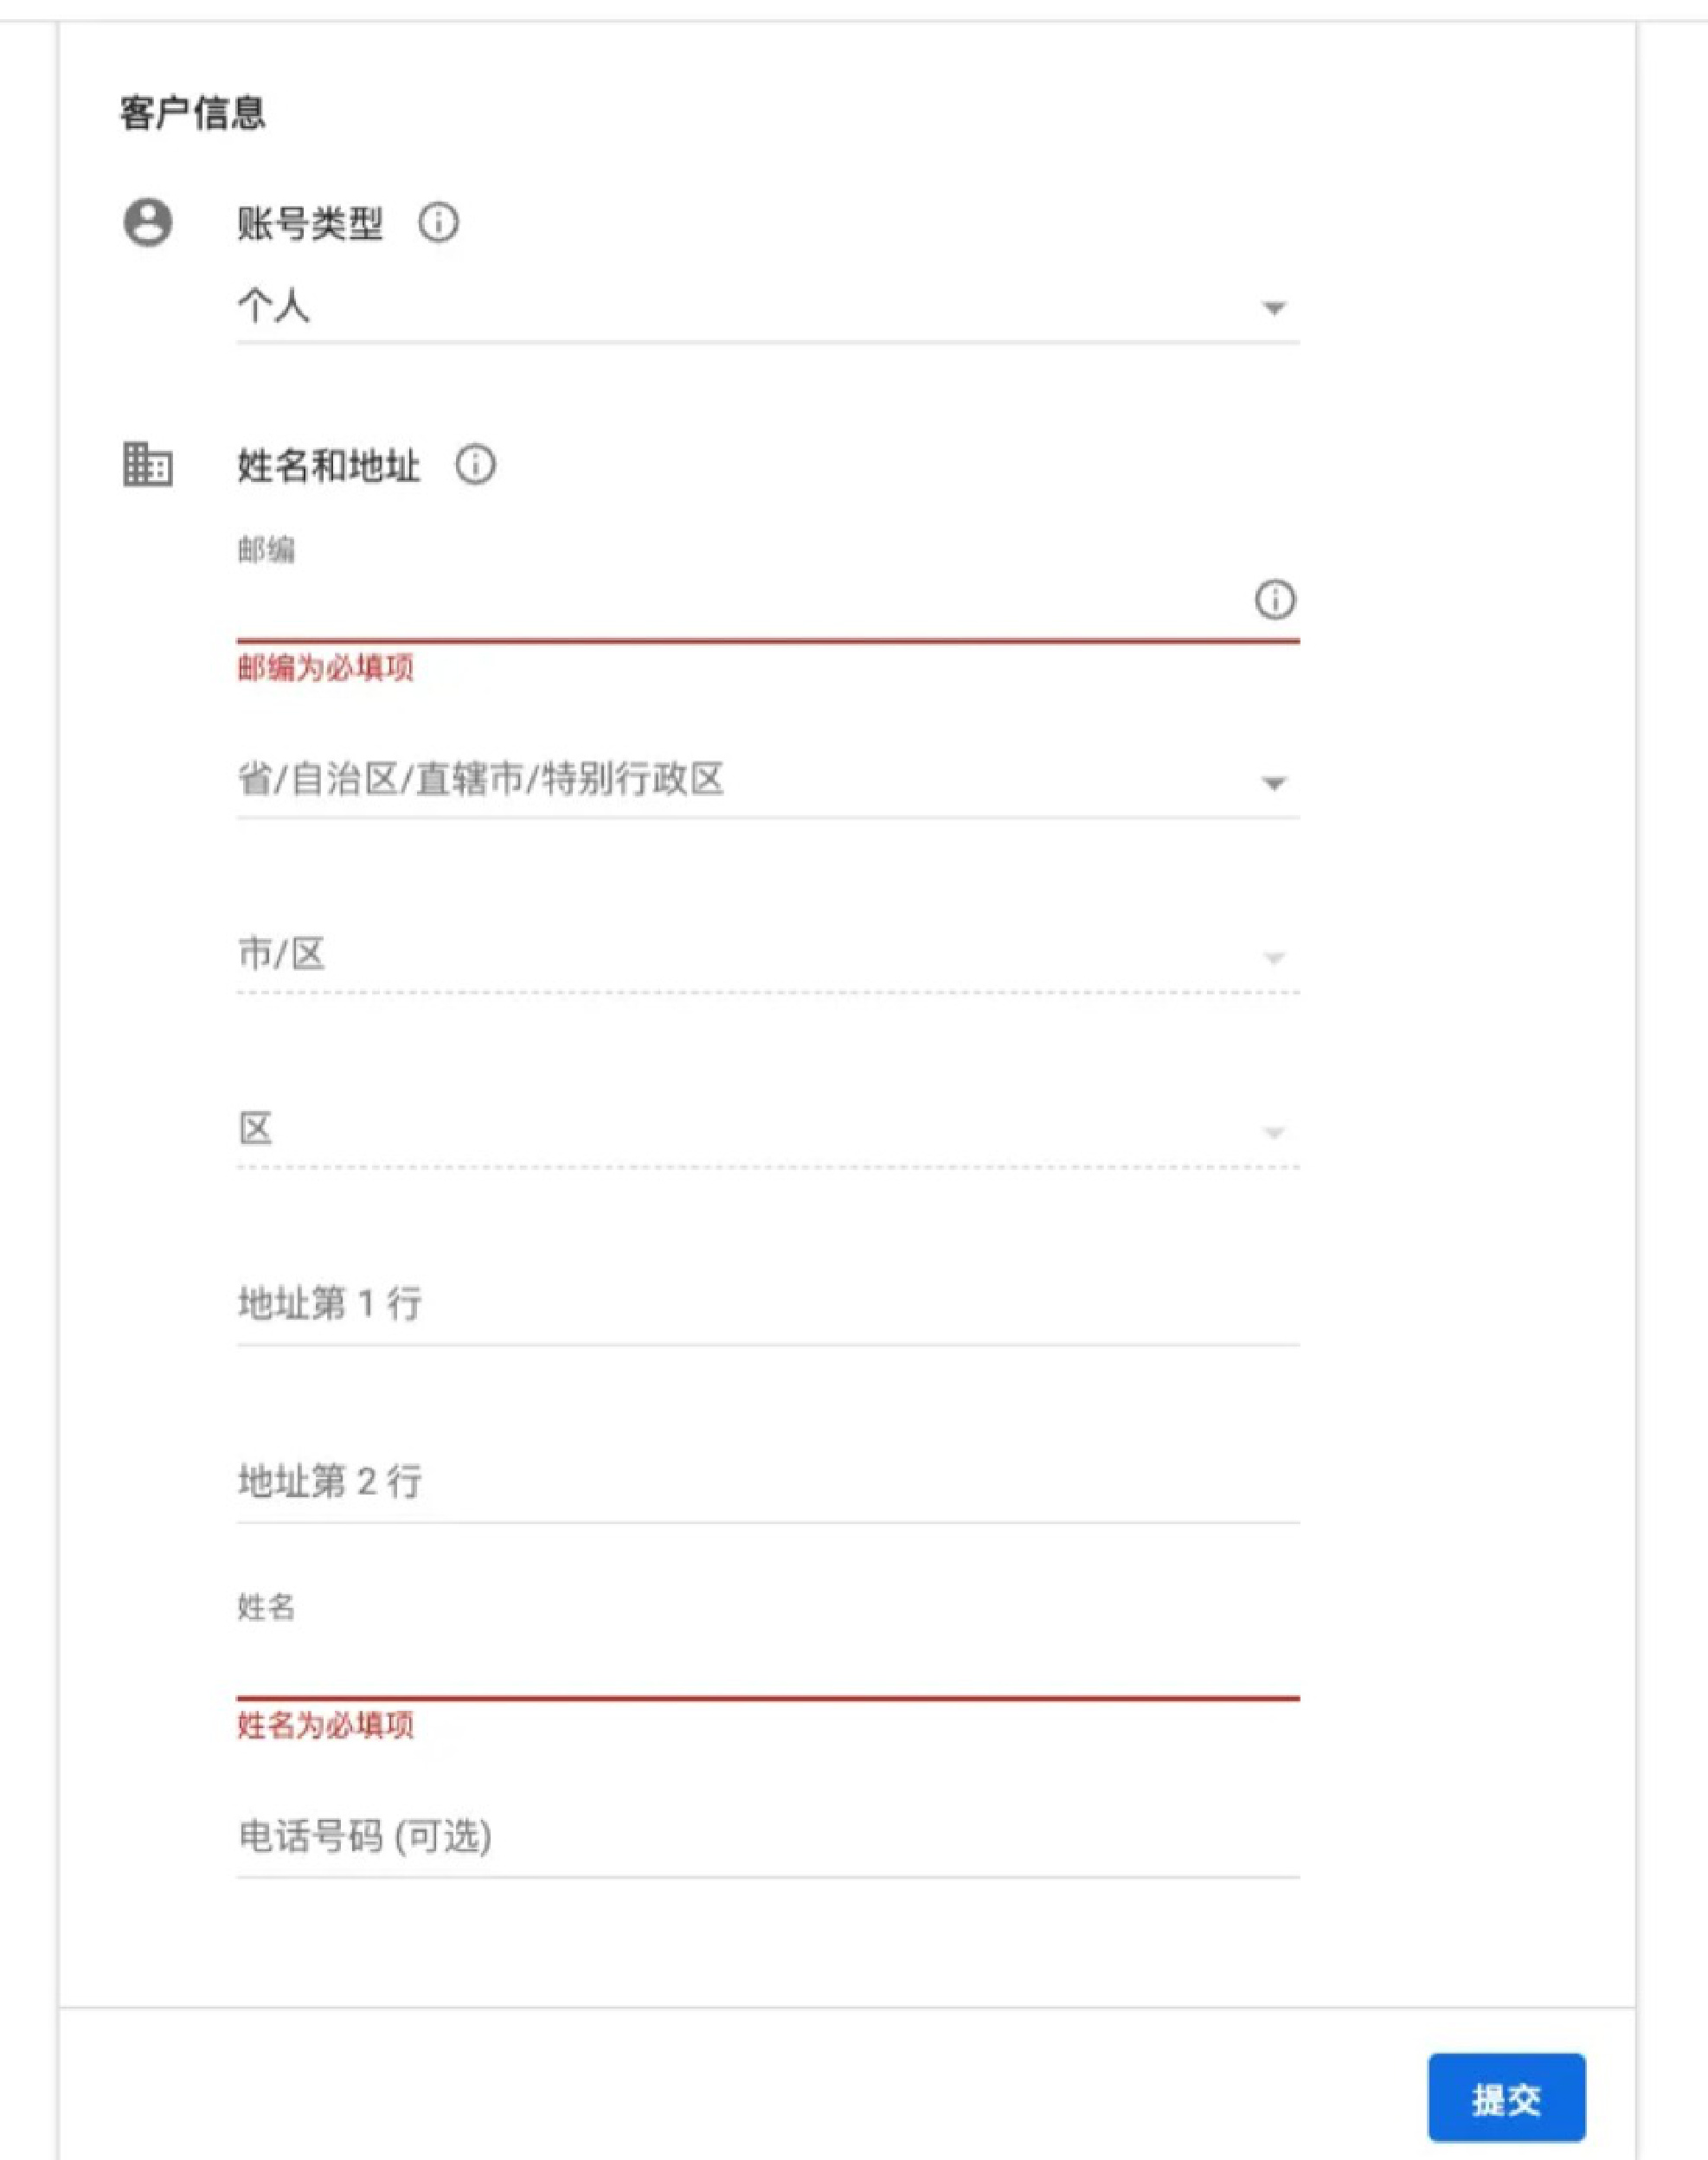 客户信息
账号类型
个人
姓名和地址
邮编
邮编为必填项
省/自治区/直辖市/特别行政区
市/区
区
地址第 1 行
地址第 2 行
姓名
姓名为必填项
电话号码 (可选)
提交